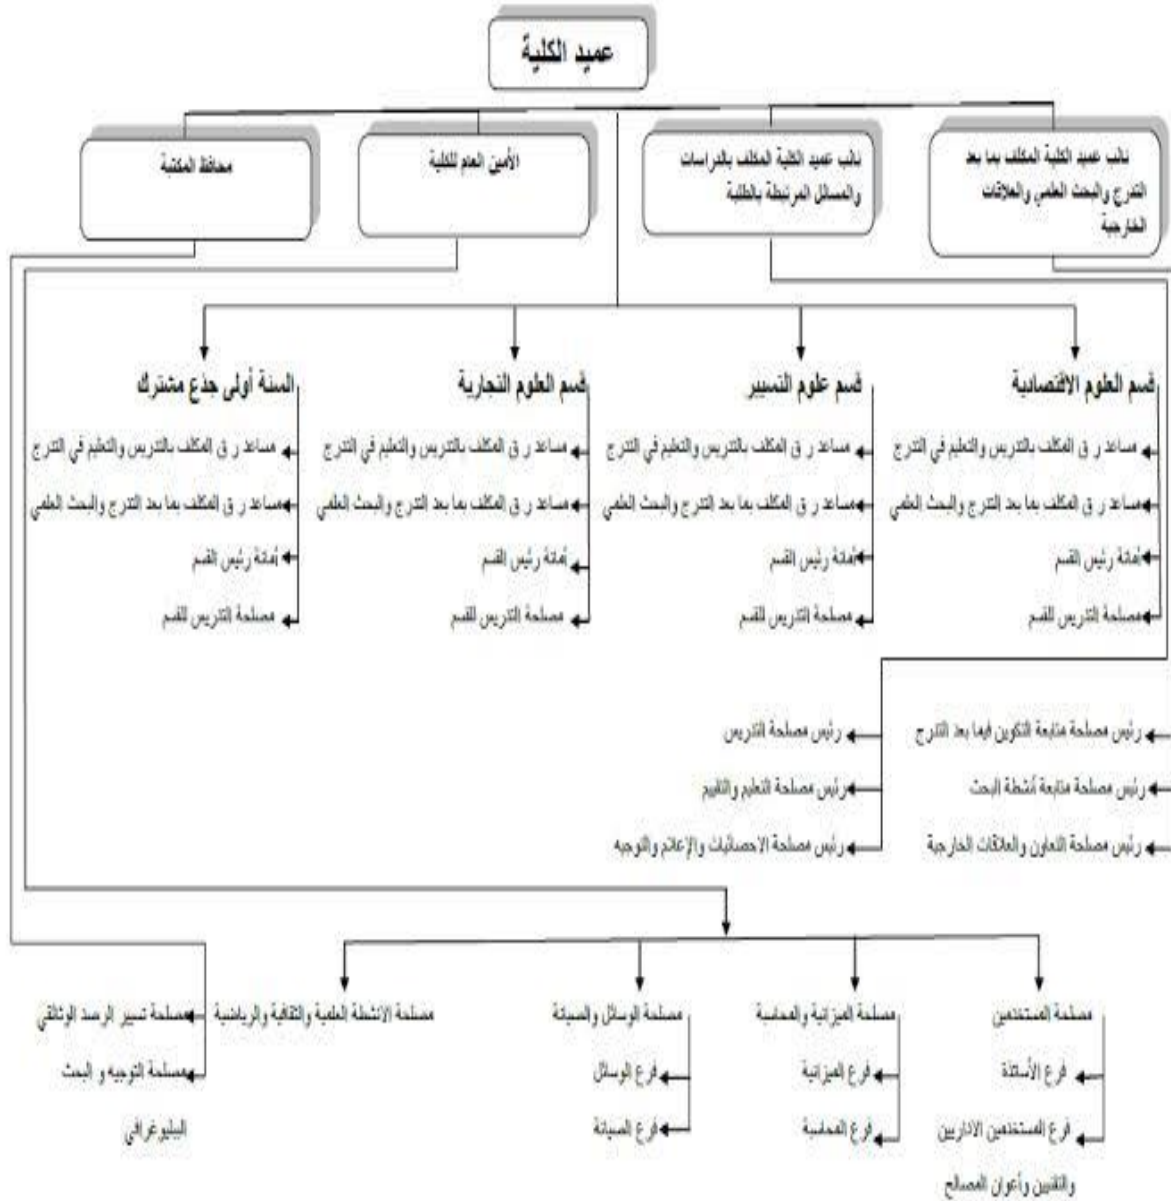 عميد الكلية
نائب عميد الكلية المكلف بما بعد
التدرج والبحث العلمي والعلاقات
الخارجية
نائب عميد الكلية المكلف بالدراسات
والمسائل المرتبطة بالطلبة
الأمين العام للكلية
محافظ المكتبة
قسم العلوم الاقتصادية
مساعد ر ق المكلف بالتدريس والتعليم في التدرج
مساعد ر ق المكلف بما بعد التدرج والبحث العلمي
أمانة رئيس القسم
مصلحة التدريس للقسم
قسم علوم التسيير
مساعد ر ق المكلف بالتدريس والتعليم في التدرج
مساعد ر ق المكلف بما بعد التدرج والبحث العلمي
أمانة رئيس القسم
مصلحة التدريس للقسم
قسم العلوم التجارية
مساعد ر ق المكلف بالتدريس والتعليم في التدرج
مساعد ر ق المكلف بما بعد التدرج والبحث العلمي
أمانة رئيس القسم
مصلحة التدريس للقسم
السنة أولى جذع مشترك
مساعد ر ق المكلف بالتدريس والتعليم في التدرج
مساعد ر ق المكلف بما بعد التدرج والبحث العلمي
أمانة رئيس القسم
مصلحة التدريس للقسم
رئيس مصلحة متابعة التكوين فيما بعد التدرج
رئيس مصلحة متابعة أنشطة البحث
رئيس مصلحة التعاون والعلاقات الخارجية
رئيس مصلحة التدريس
رئيس مصلحة التعليم والتقييم
رئيس مصلحة الاحصائيات والإعلام والتوجيه
مصلحة المستخدمين
فرع الأساتذة
فرع المستخدمين الاداريين
والتقنيين وأعوان المصالح
مصلحة الميزانية والمحاسبة
فرع الميزانية
فرع المحاسبة
مصلحة الوسائل والصيانة
فرع الوسائل
فرع الصيانة
مصلحة الانشطة العلمية والثقافية والرياضية
مصلحة تسيير الرصد الوثائقي
مصلحة التوجيه و البحث
البيليوغرافي